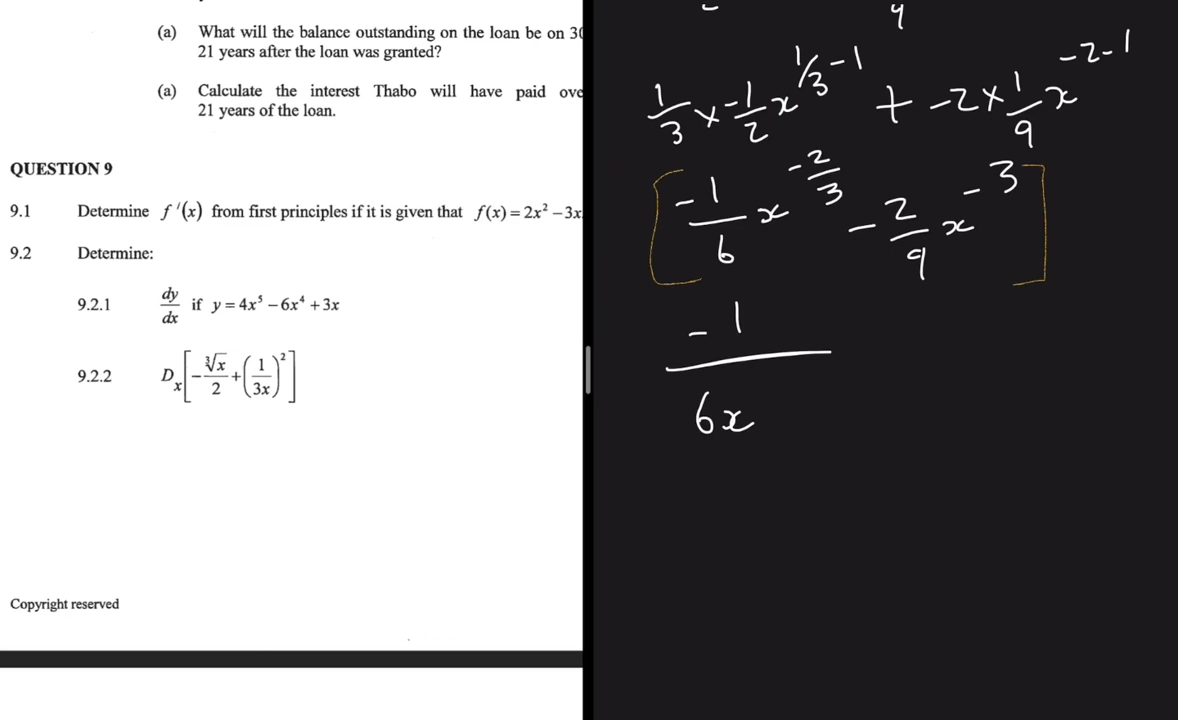 (a) What will the balance outstanding on the loan be on 30
21 years after the loan was granted?
(a) Calculate the interest Thabo will have paid ove
21 years of the loan.
QUESTION 9
9.1 Determine f ′(x) from first principles if it is given that f(x) = 2x² − 3x
9.2 Determine:
9.2.1 dy/dx if y = 4x⁵ − 6x⁴ + 3x
9.2.2 Dₓ[−∛x/2 + (1/3x)²]
Copyright reserved
9
1/3 × -1/2 x^(1/3 - 1) + -2 × 1/9 x^(-2-1)
[-1/6 x^(-2/3) - 2/9 x^(-3)]
-1/6x